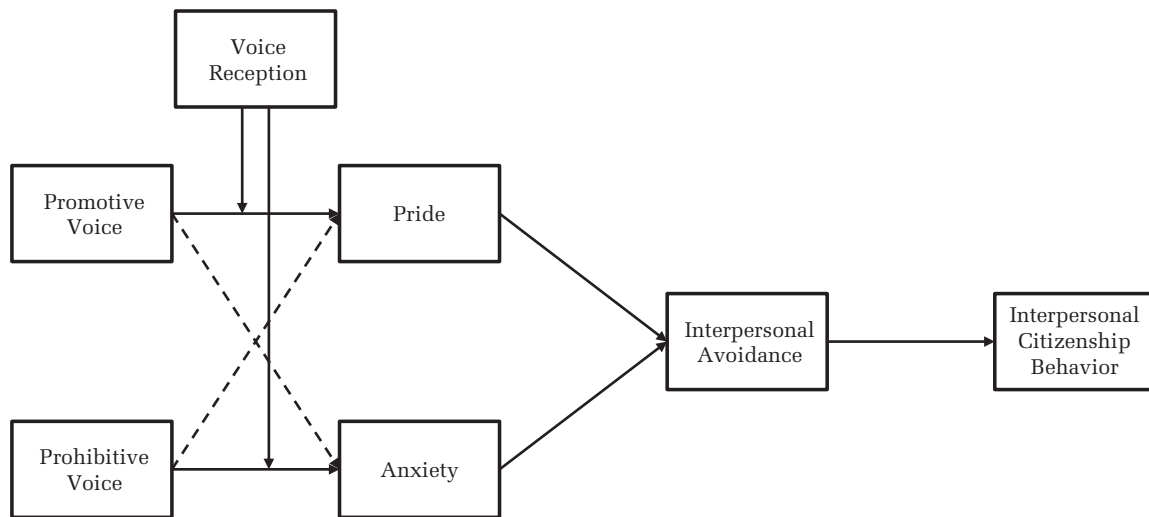 Voice
Reception
Promotive
Voice
Pride
Interpersonal
Avoidance
Interpersonal
Citizenship
Behavior
Prohibitive
Voice
Anxiety